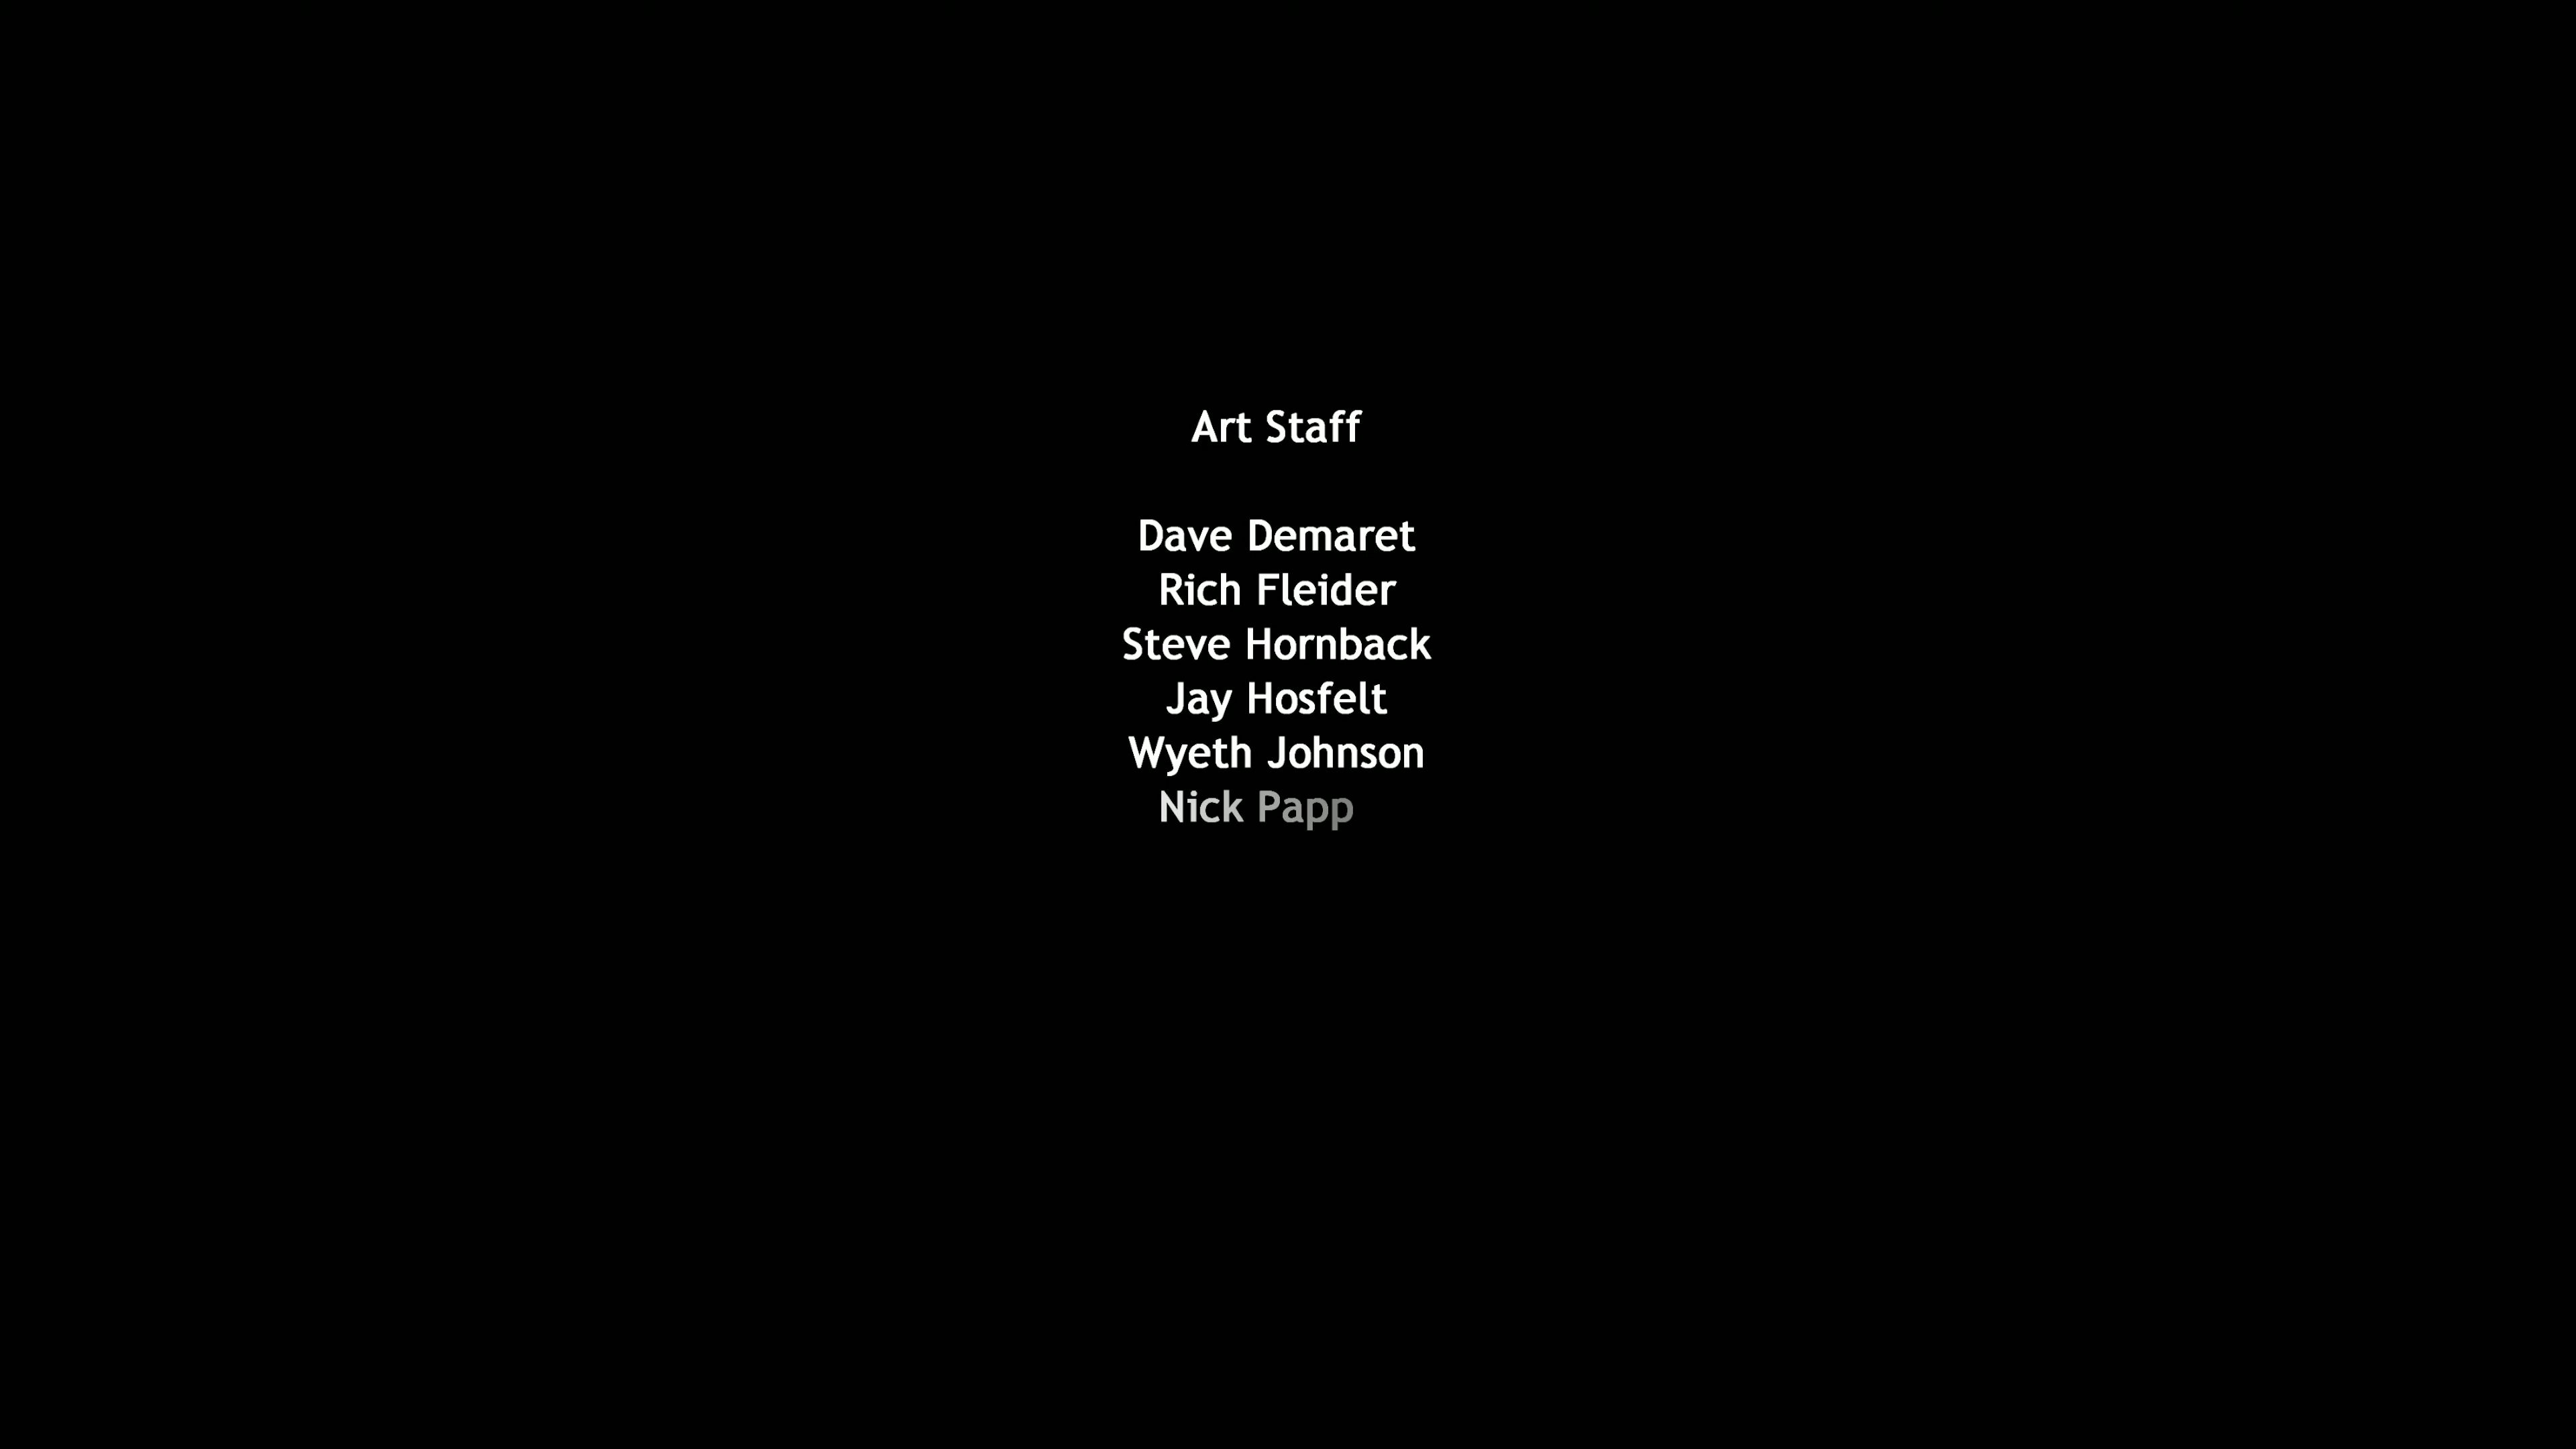 Art Staff
Dave Demaret
Rich Fleider
Steve Hornback
Jay Hosfelt
Wyeth Johnson
Nick Papp